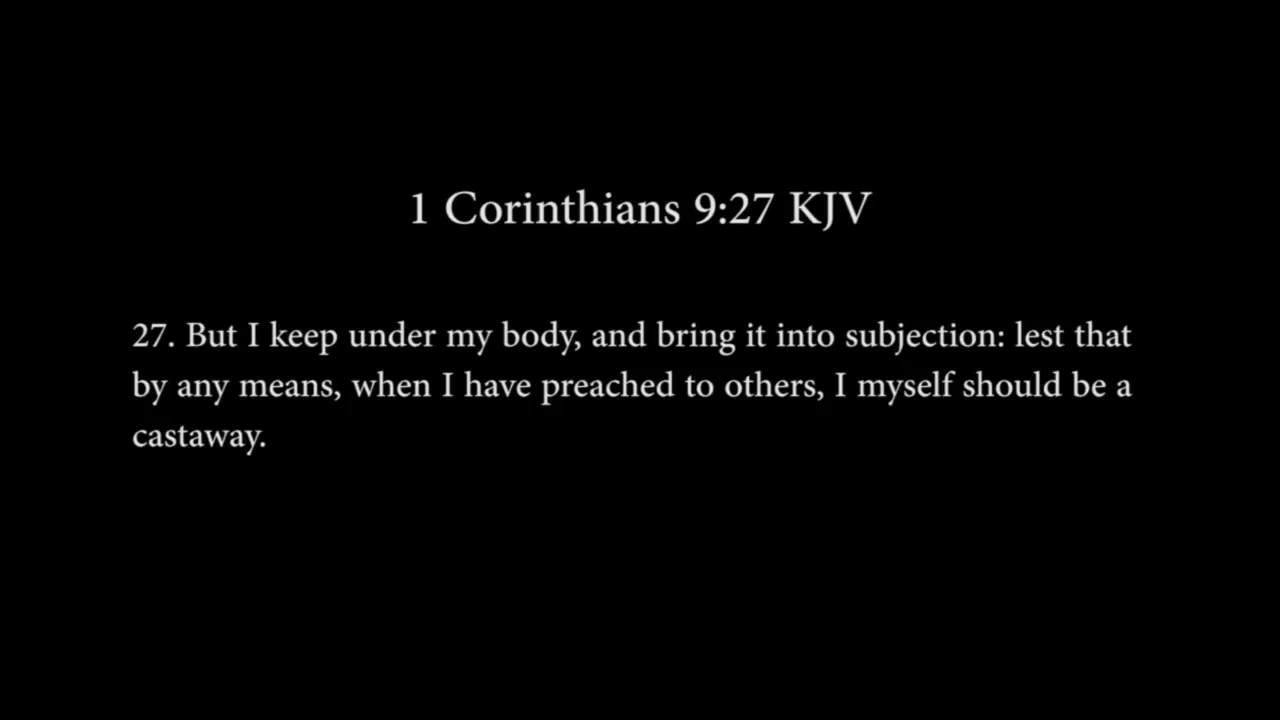 1 Corinthians 9:27 KJV
27. But I keep under my body, and bring it into subjection: lest that
by any means, when I have preached to others, I myself should be a
castaway.